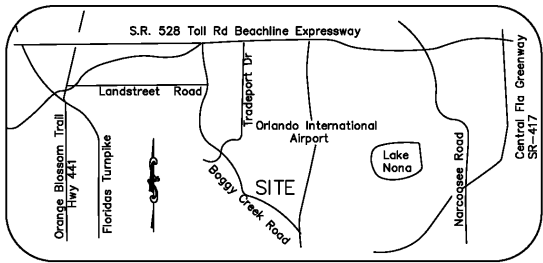 S.R. 528 Toll Rd Beachline Expressway
Landstreet Road
Tradeport Dr
Orlando International
Airport
Central Fla Greenway
SR-417
Orange Blossom Trail
Hwy 441
Floridas Turnpike
Boggy Creek Road
SITE
Lake
Nona
Narcoosee Road